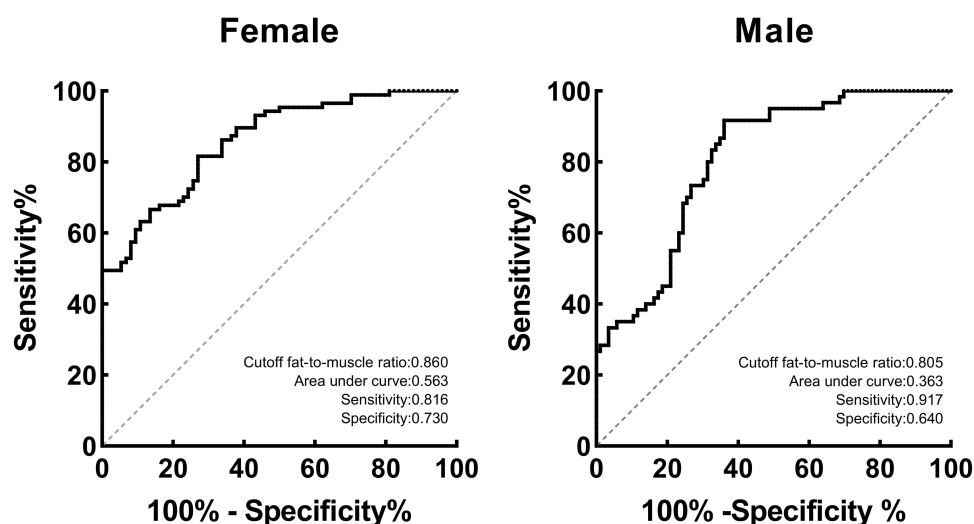 Female
Sensitivity%
100
80
60
40
20
0
Cutoff fat-to-muscle ratio:0.860
Area under curve:0.563
Sensitivity:0.816
Specificity:0.730
0 20 40 60 80 100
100% - Specificity%
Male
Sensitivity%
100
80
60
40
20
0
Cutoff fat-to-muscle ratio:0.805
Area under curve:0.363
Sensitivity:0.917
Specificity:0.640
0 20 40 60 80 100
100% -Specificity %